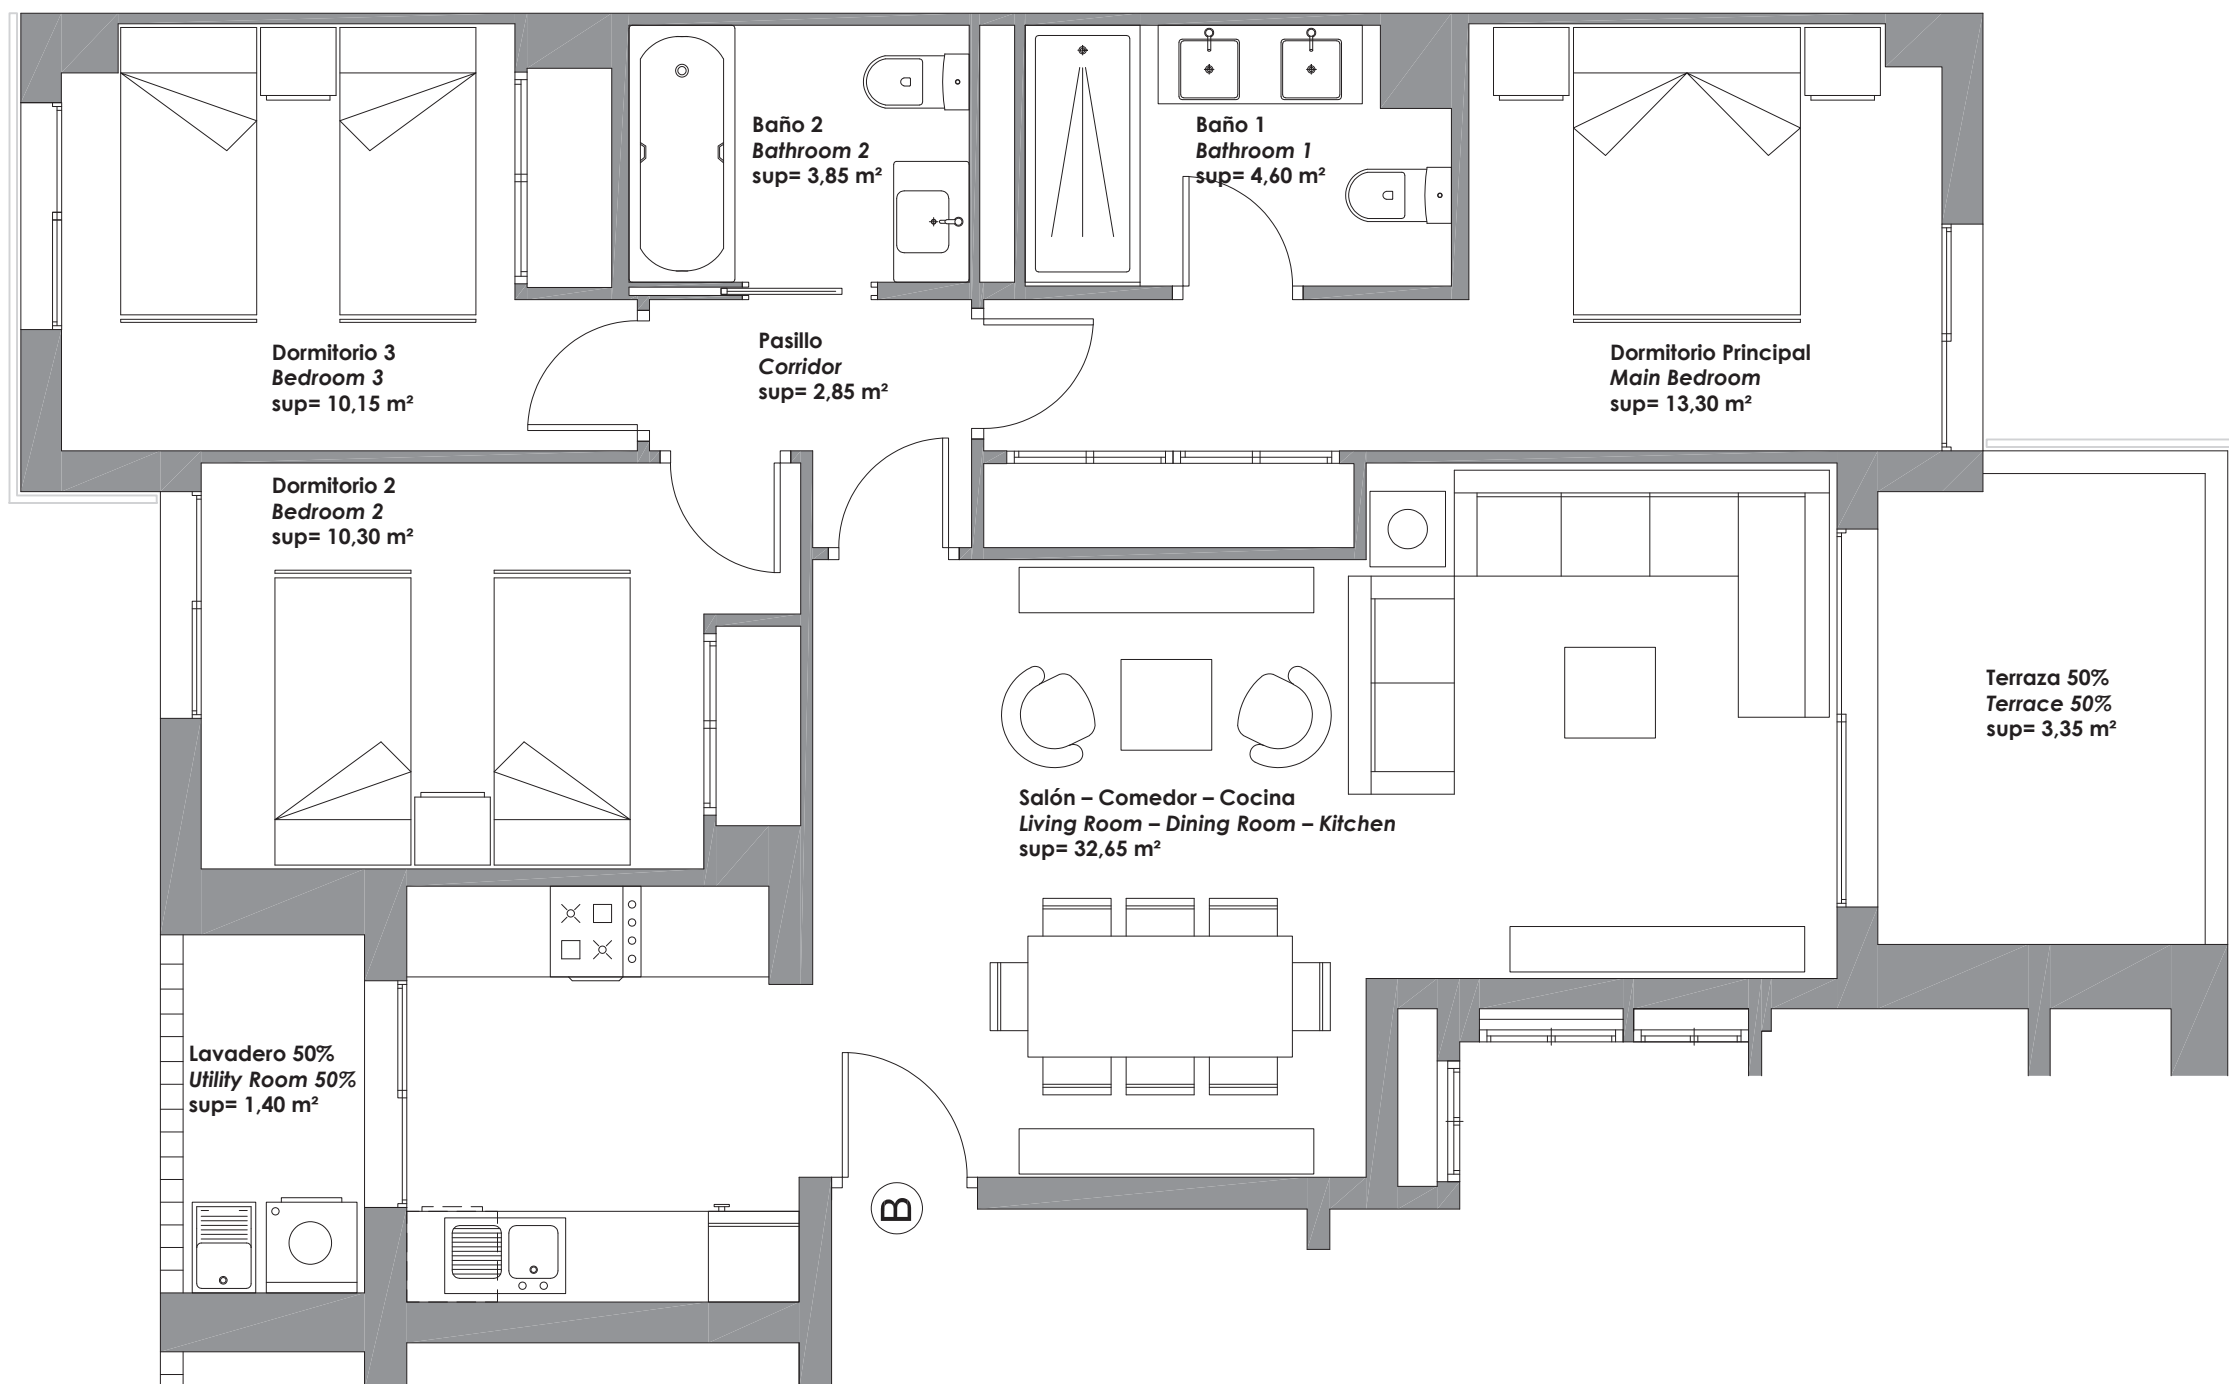 Baño 2
Bathroom 2
sup= 3,85 m²
Baño 1
Bathroom 1
sup= 4,60 m²
Dormitorio 3
Bedroom 3
sup= 10,15 m²
Pasillo
Corridor
sup= 2,85 m²
Dormitorio Principal
Main Bedroom
sup= 13,30 m²
Dormitorio 2
Bedroom 2
sup= 10,30 m²
Terraza 50%
Terrace 50%
sup= 3,35 m²
Salón – Comedor – Cocina
Living Room – Dining Room – Kitchen
sup= 32,65 m²
Lavadero 50%
Utility Room 50%
sup= 1,40 m²
B